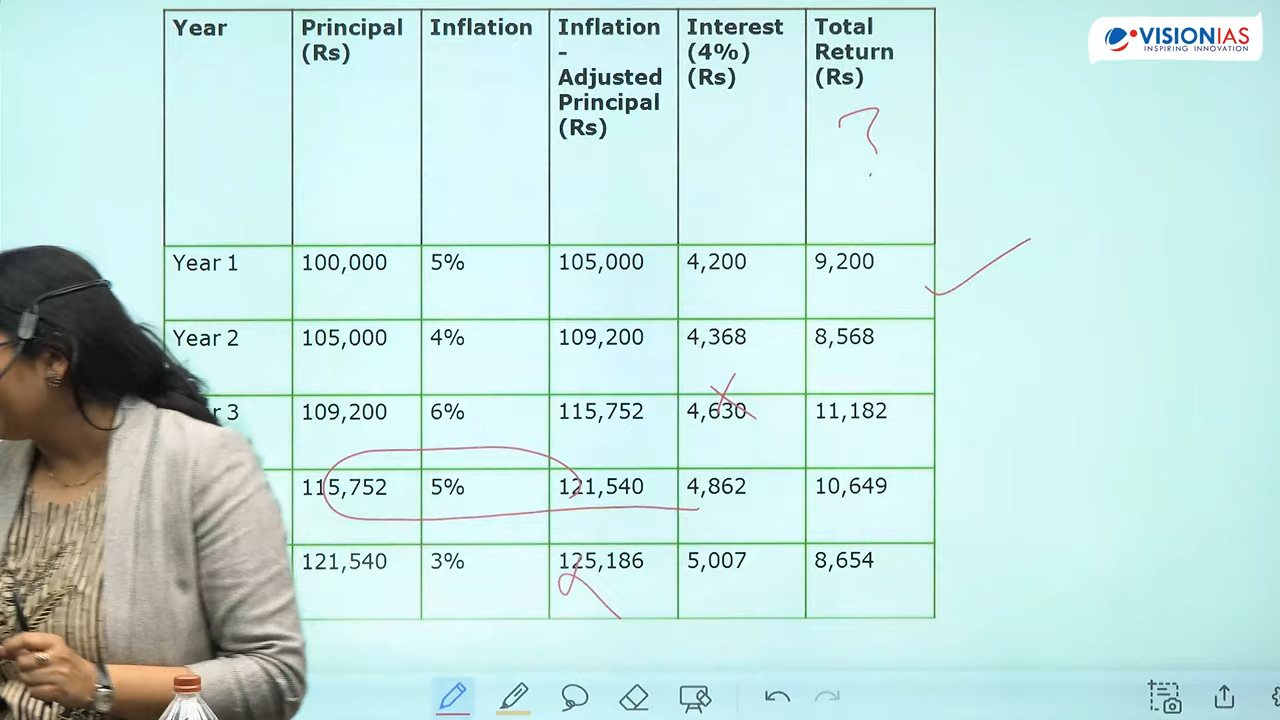 Year Principal (Rs) Inflation Inflation - Adjusted Principal (Rs) Interest (4%) (Rs) Total Return (Rs)
?
VISIONIAS
INSPIRING INNOVATION
Year 1 100,000 5% 105,000 4,200 9,200
Year 2 105,000 4% 109,200 4,368 8,568
3 109,200 6% 115,752 4,630 11,182
115,752 5% 121,540 4,862 10,649
121,540 3% 125,186 5,007 8,654